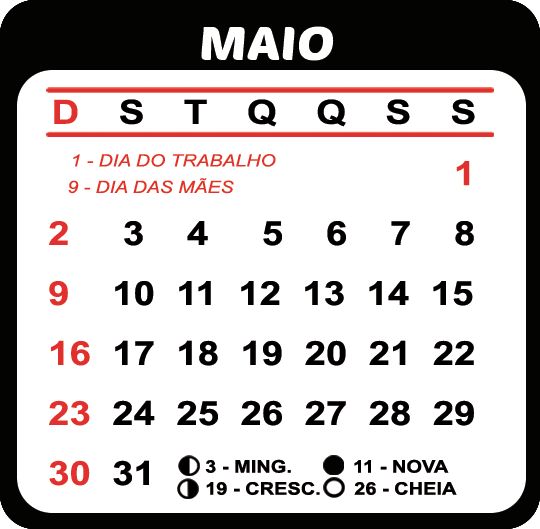 MAIO
D S T Q Q S S
1 - DIA DO TRABALHO
9 - DIA DAS MÃES
1
2 3 4 5 6 7 8
9 10 11 12 13 14 15
16 17 18 19 20 21 22
23 24 25 26 27 28 29
30 31
3 - MING. 11 - NOVA
19 - CRESC. 26 - CHEIA